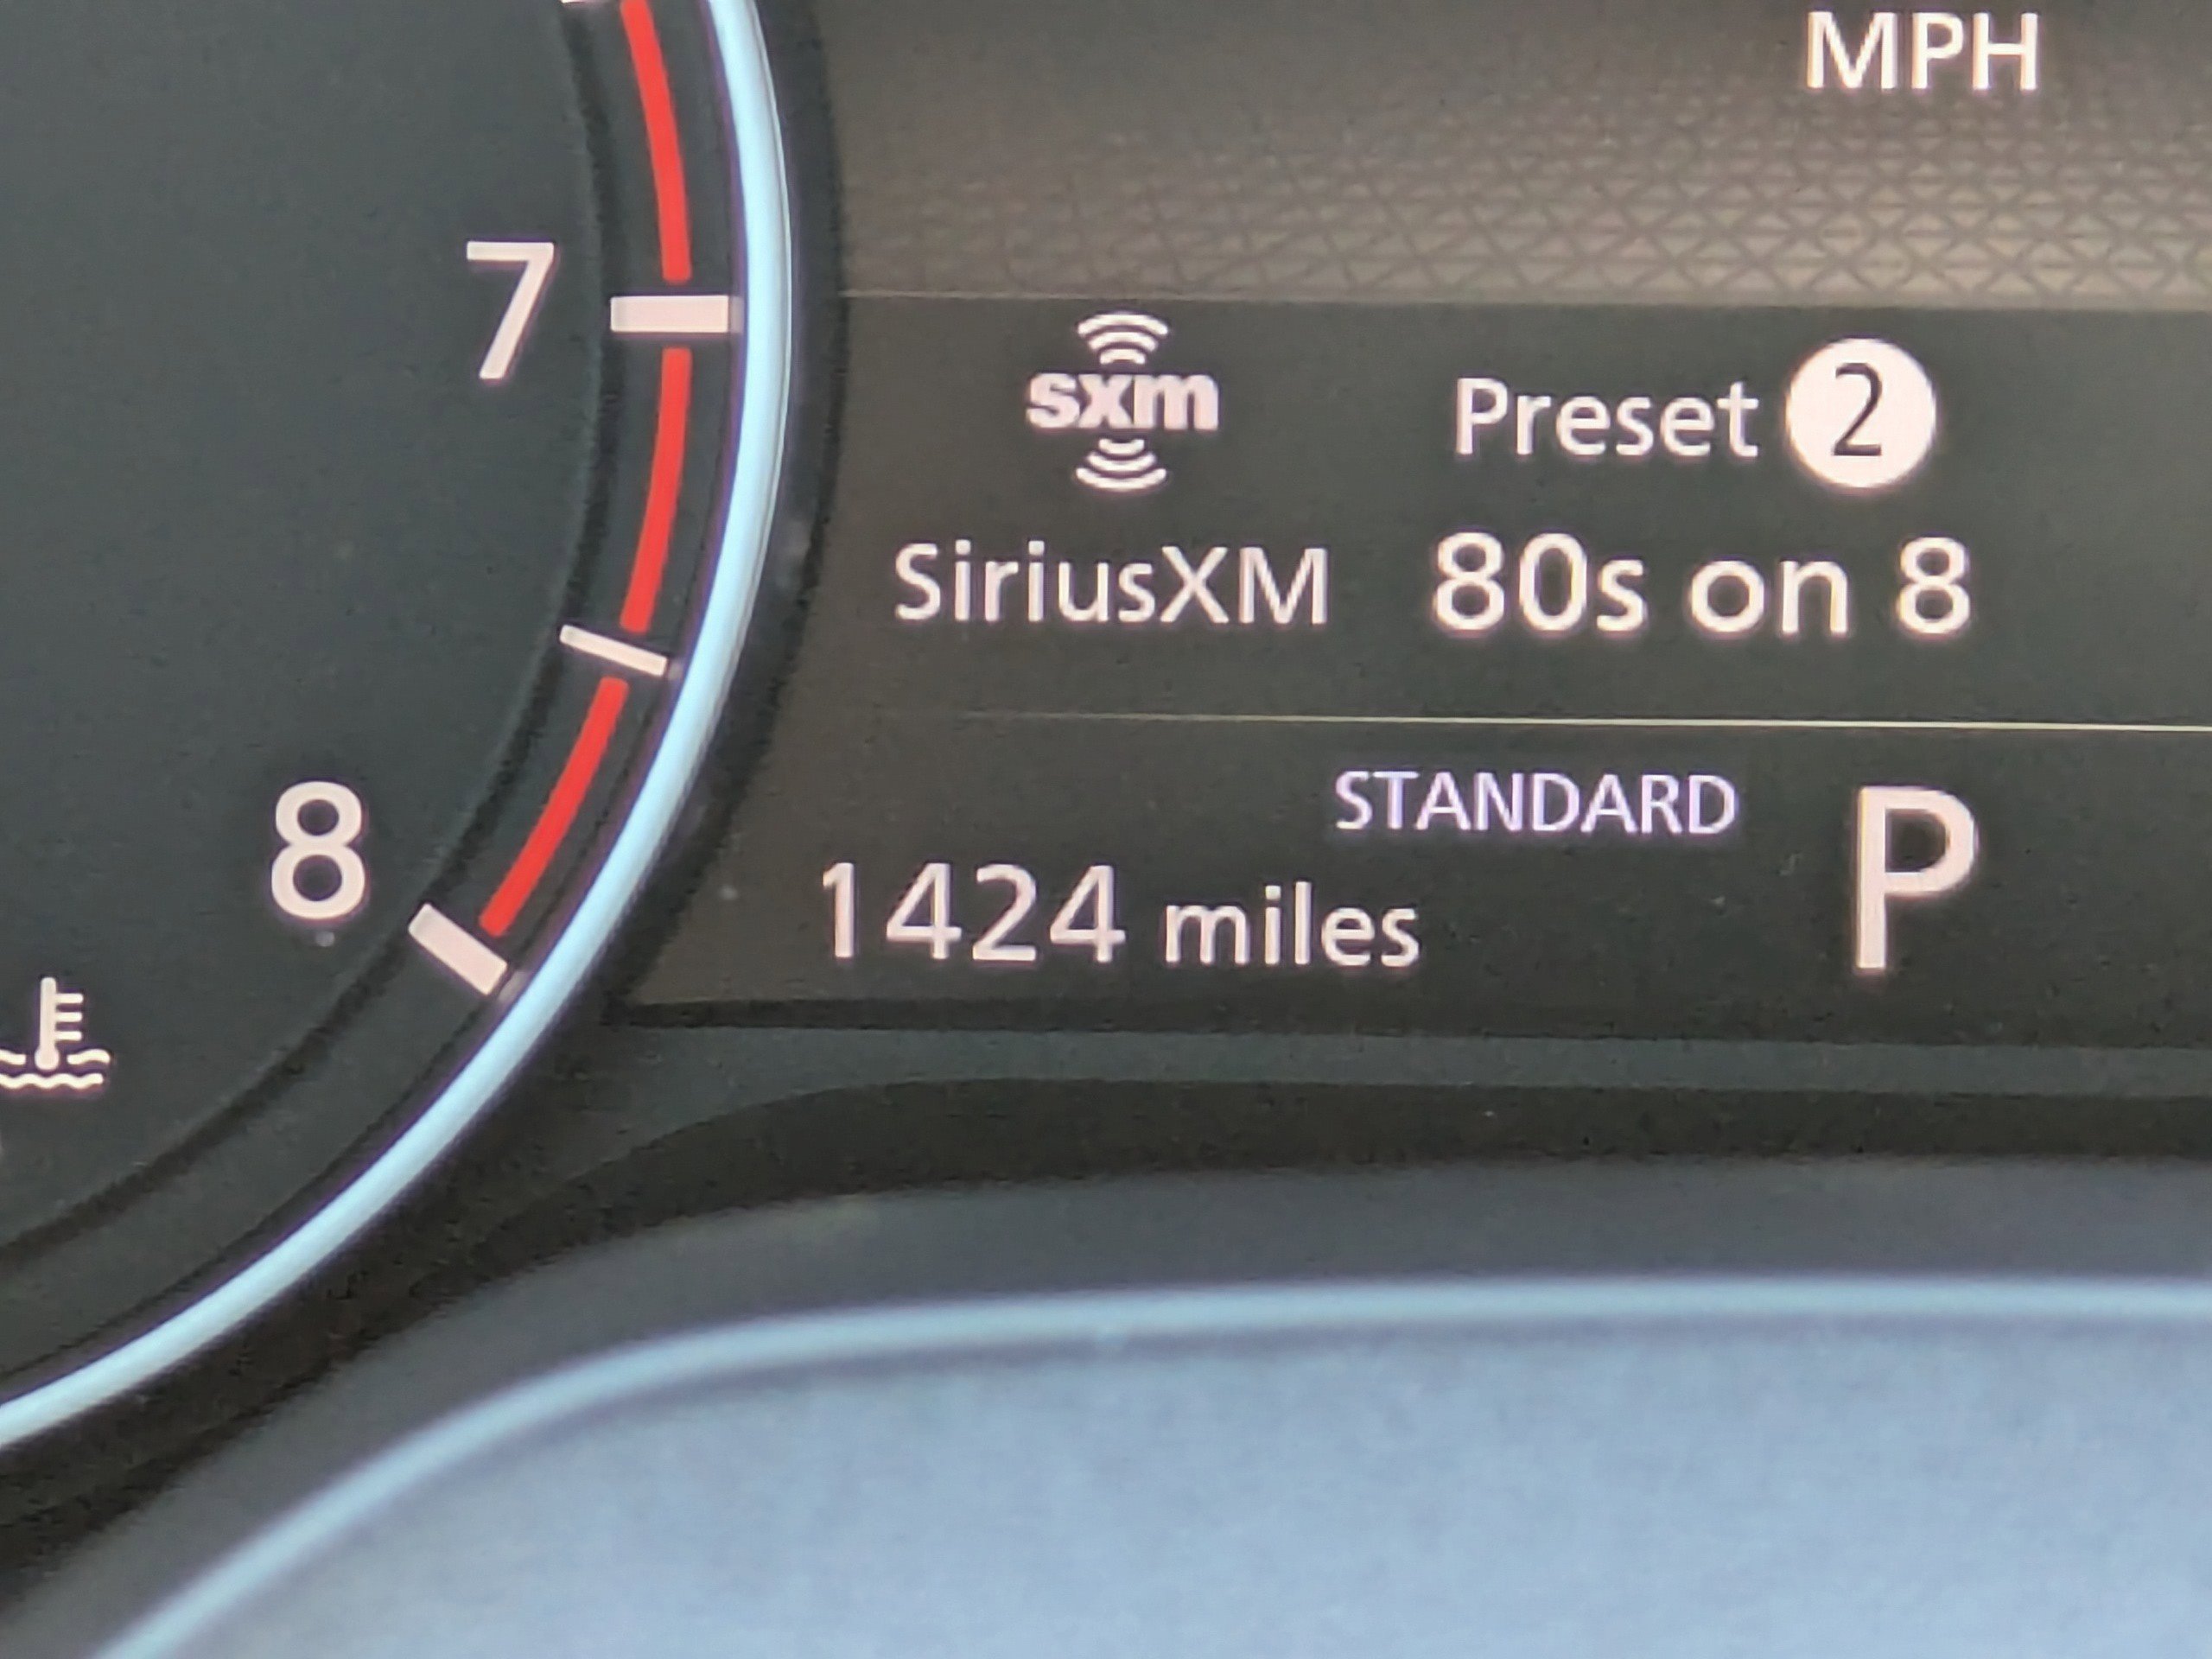 MPH
7
sxm
Preset 2
SiriusXM 80s on 8
STANDARD P
8
1424 miles